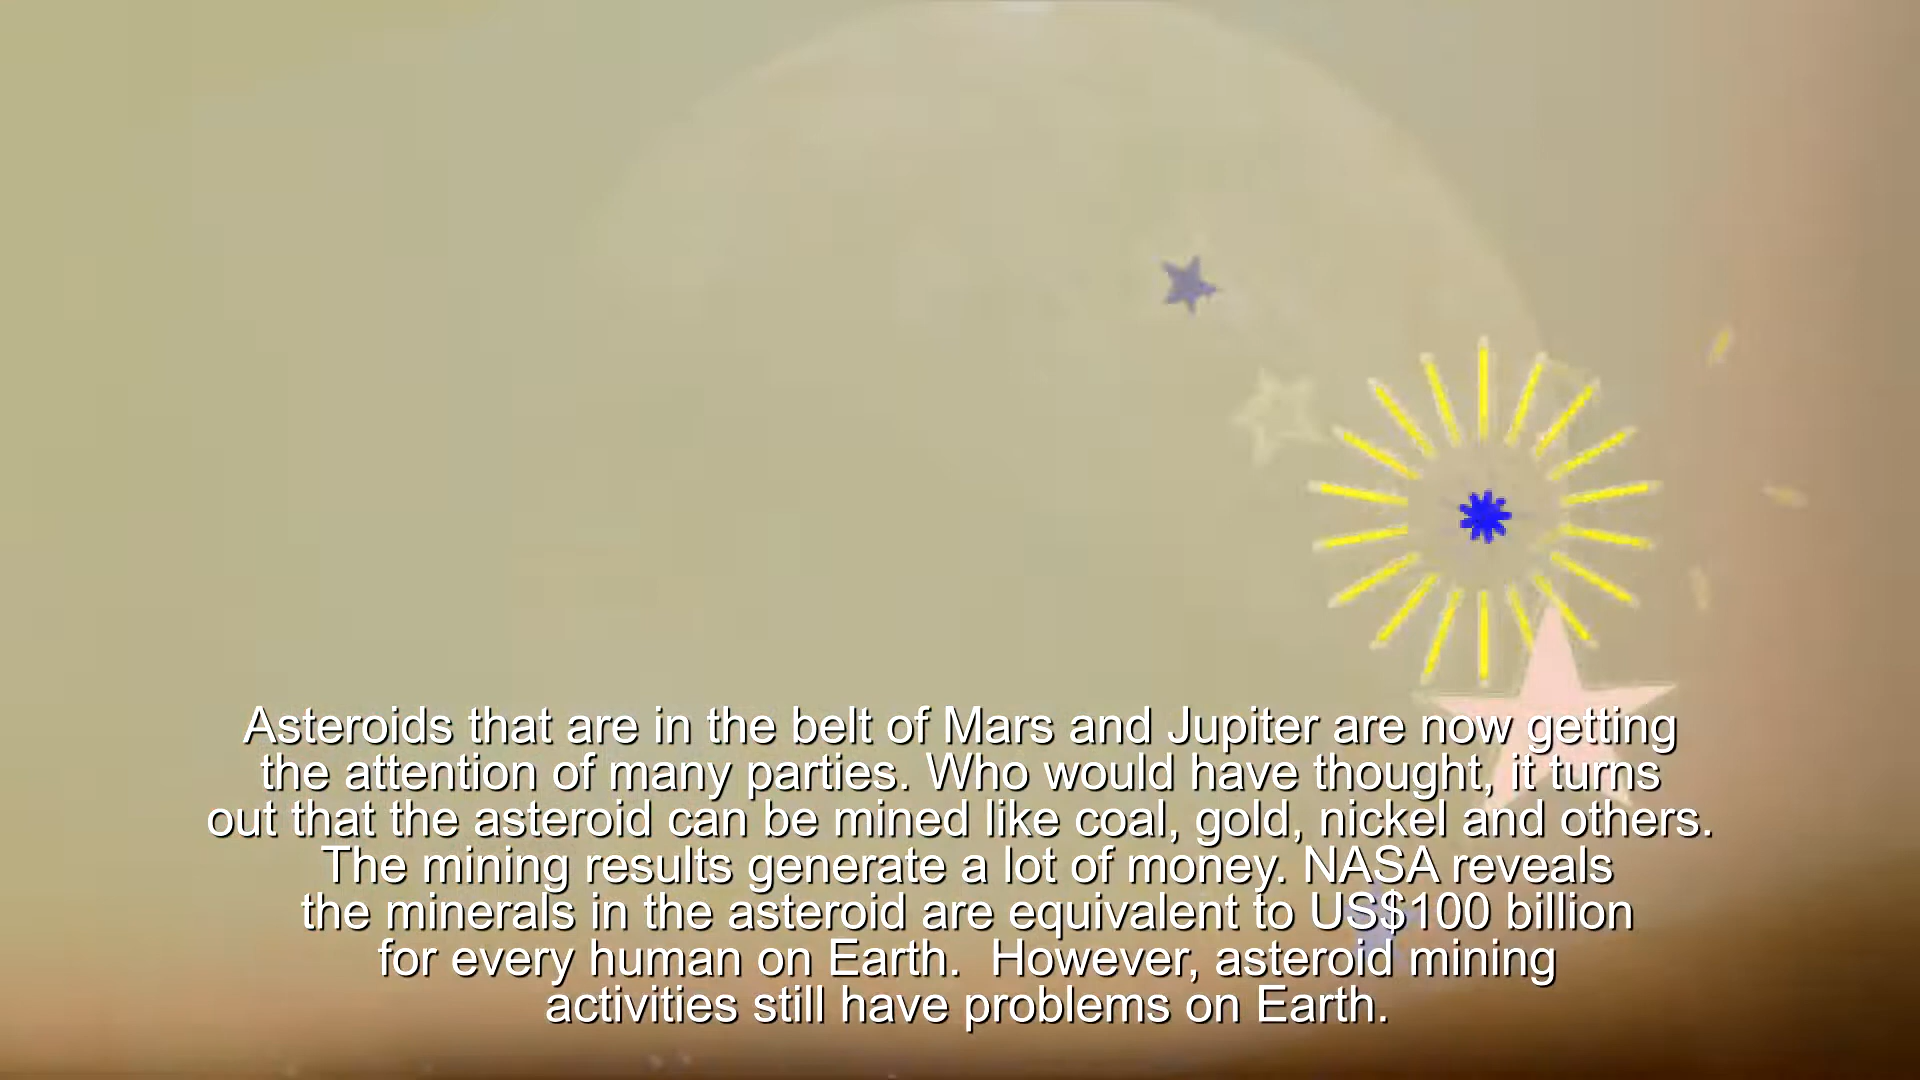 Asteroids that are in the belt of Mars and Jupiter are now getting
the attention of many parties. Who would have thought, it turns
out that the asteroid can be mined like coal, gold, nickel and others.
The mining results generate a lot of money. NASA reveals
the minerals in the asteroid are equivalent to US$100 billion
for every human on Earth.  However, asteroid mining
activities still have problems on Earth.